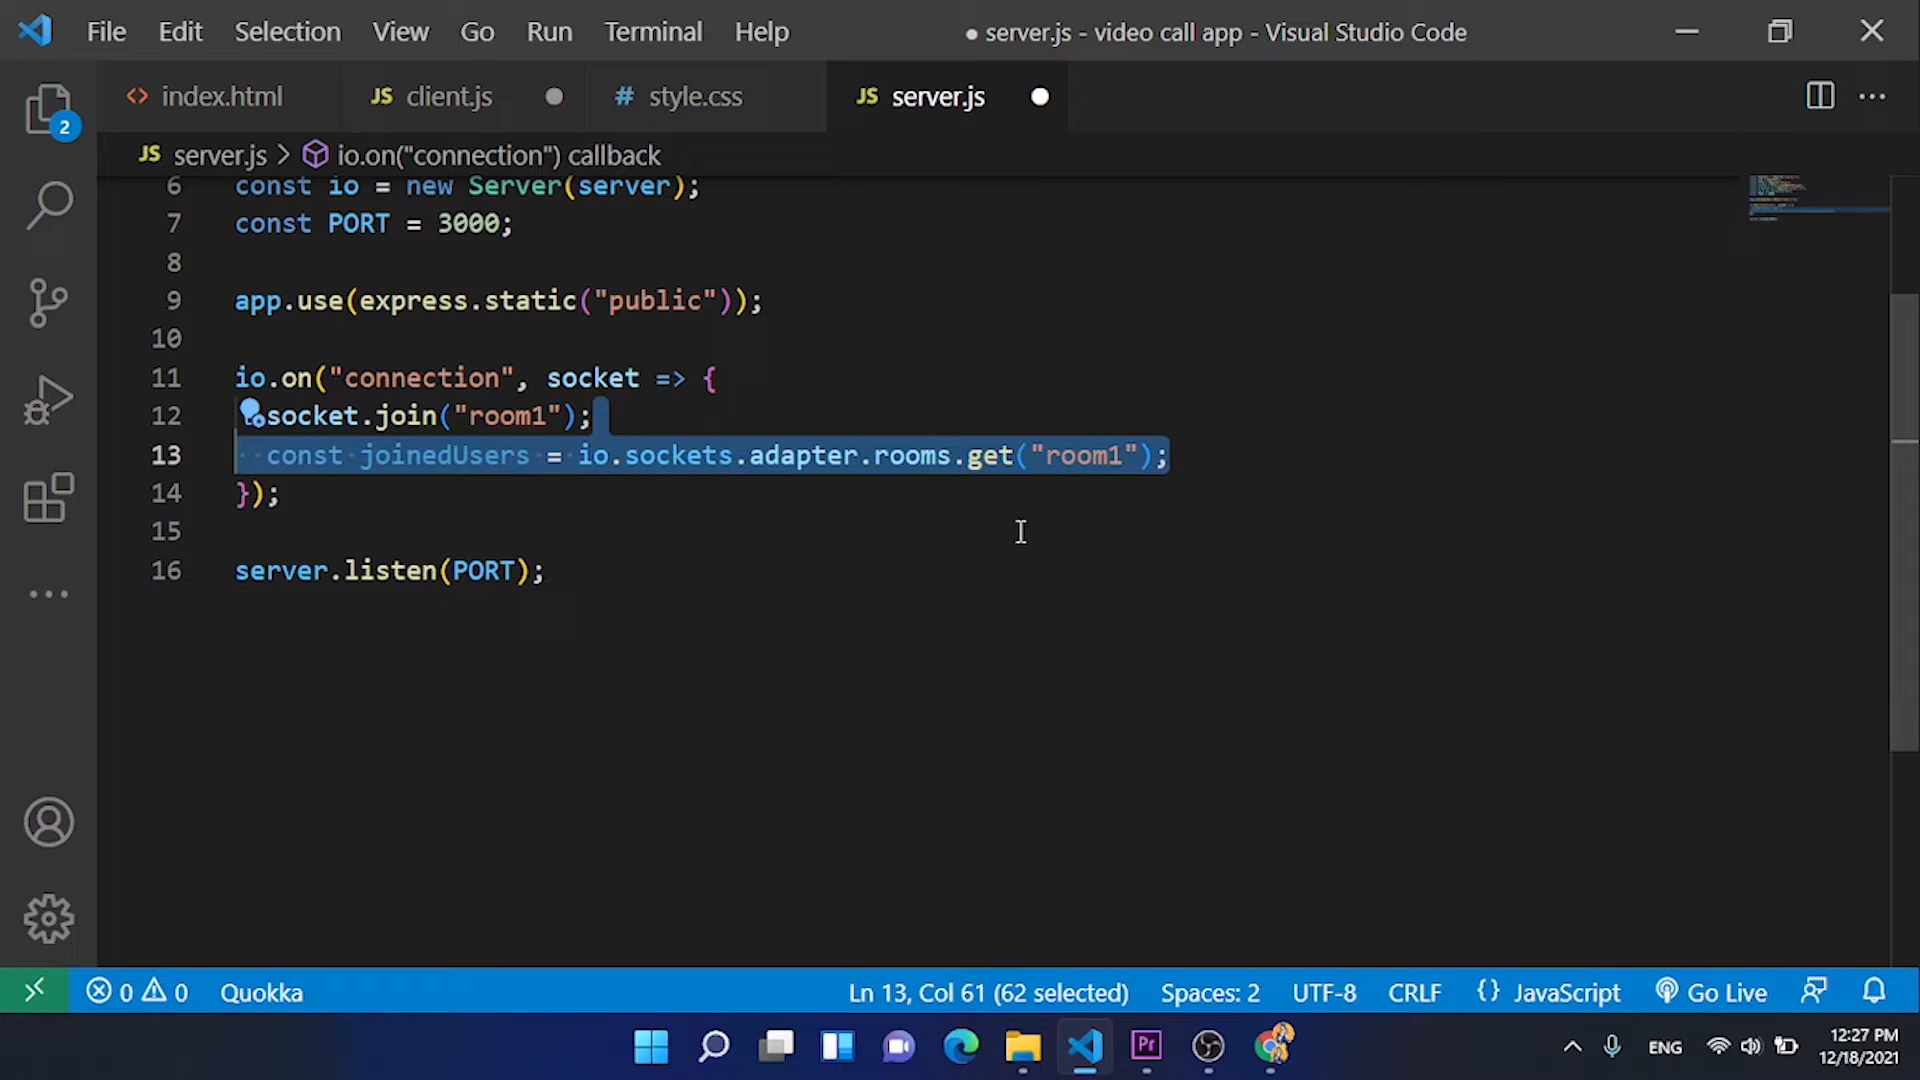 File Edit Selection View Go Run Terminal Help ● server.js - video call app - Visual Studio Code
2
<> index.html JS client.js # style.css JS server.js
JS server.js > io.on("connection") callback
6 const io = new Server(server);
7 const PORT = 3000;
8
9 app.use(express.static("public"));
10
11 io.on("connection", socket => {
12 socket.join("room1");
13 const joinedUsers = io.sockets.adapter.rooms.get("room1");
14 });
15
16 server.listen(PORT);
0 0 Quokka Ln 13, Col 61 (62 selected) Spaces: 2 UTF-8 CRLF {} JavaScript Go Live
Pr ENG 12:27 PM
12/18/2021